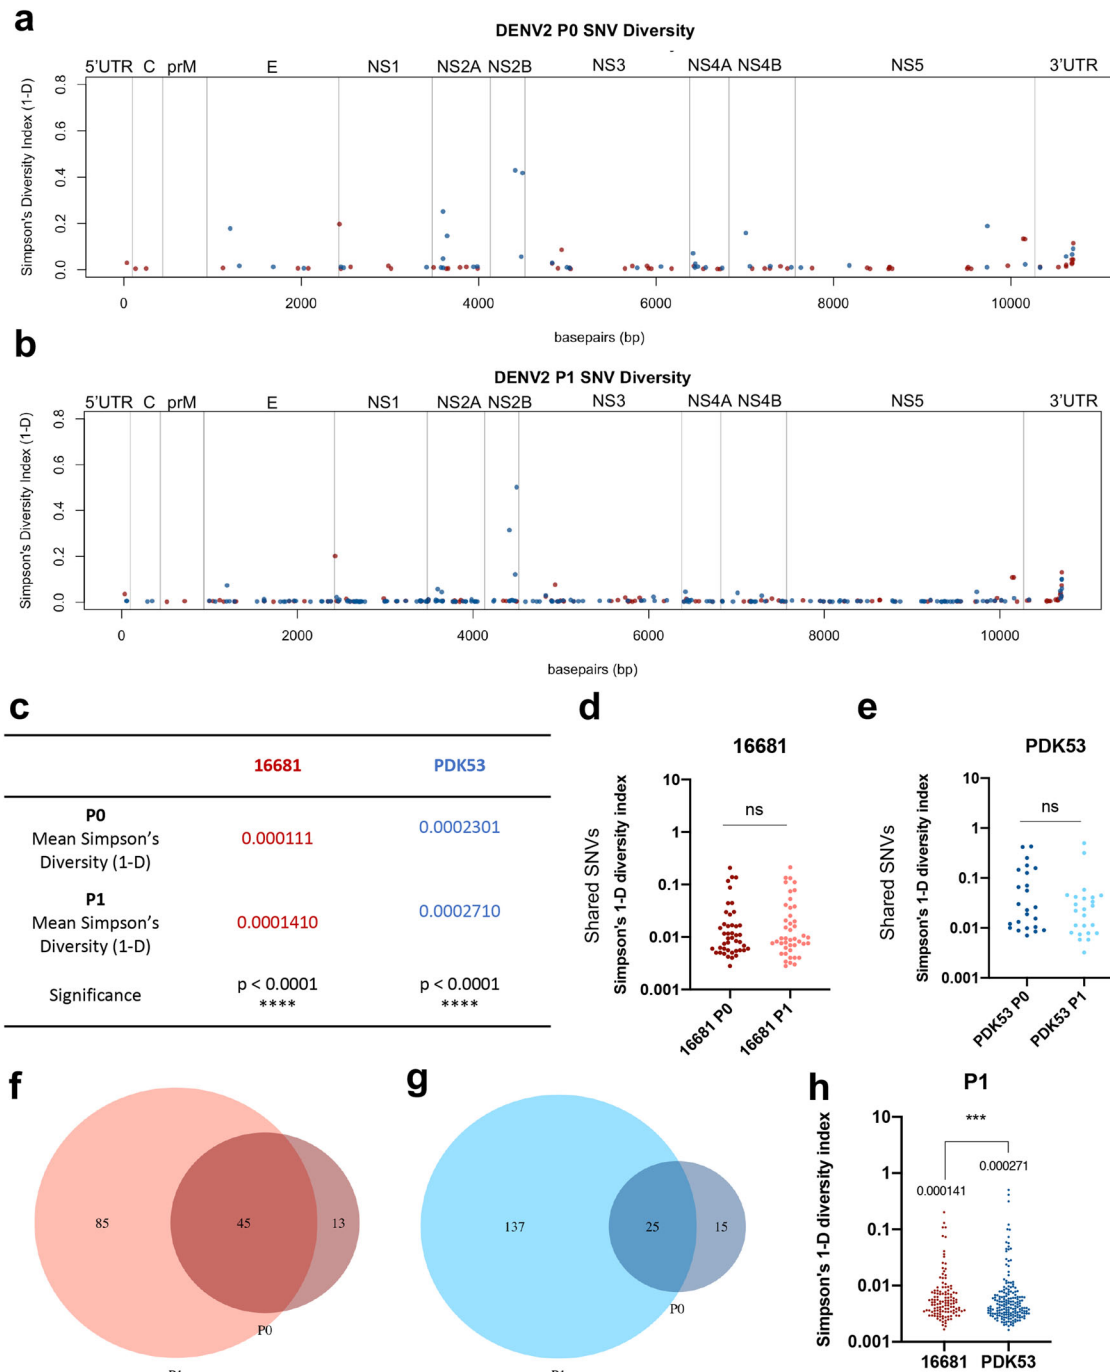 a
DENV2 P0 SNV Diversity
5'UTR C prM E NS1 NS2A NS2B NS3 NS4A NS4B NS5 3'UTR
Simpson's Diversity Index (1-D)
0.8
0.6
0.4
0.2
0.0
0 2000 4000 6000 8000 10000
basepairs (bp)
b
DENV2 P1 SNV Diversity
5'UTR C prM E NS1 NS2A NS2B NS3 NS4A NS4B NS5 3'UTR
Simpson's Diversity Index (1-D)
0.8
0.6
0.4
0.2
0.0
0 2000 4000 6000 8000 10000
basepairs (bp)
c
16681 PDK53
P0
Mean Simpson's
Diversity (1-D)
0.000111 0.0002301
P1
Mean Simpson's
Diversity (1-D)
0.0001410 0.0002710
Significance
p < 0.0001 p < 0.0001
**** ****
d
16681
Shared SNVs
Simpson's 1-D diversity index
10
1
0.1
0.01
0.001
ns
16681 P0
16681 P1
e
PDK53
Shared SNVs
Simpson's 1-D diversity index
10
1
0.1
0.01
0.001
ns
PDK53 P0
PDK53 P1
f
85 45 13
P0
g
137 25 15
P0
h
P1
Simpson's 1-D diversity index
10
1
0.1
0.01
0.001
***
0.000141
0.000271
16681 PDK53